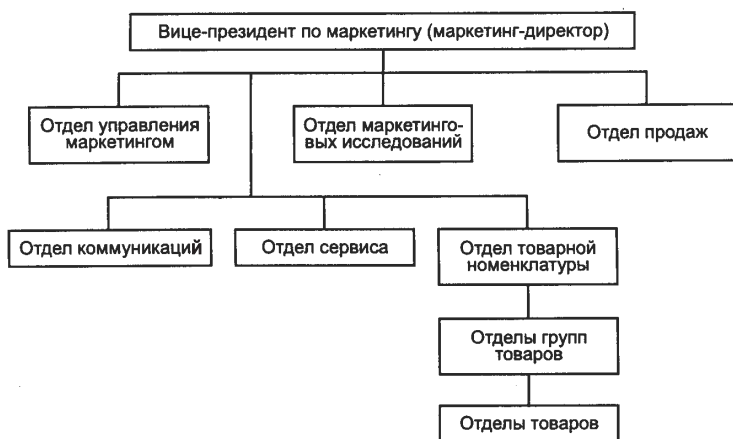 Вице-президент по маркетингу (маркетинг-директор)
Отдел управления
маркетингом
Отдел маркетинго-
вых исследований
Отдел продаж
Отдел коммуникаций
Отдел сервиса
Отдел товарной
номенклатуры
Отделы групп
товаров
Отделы товаров